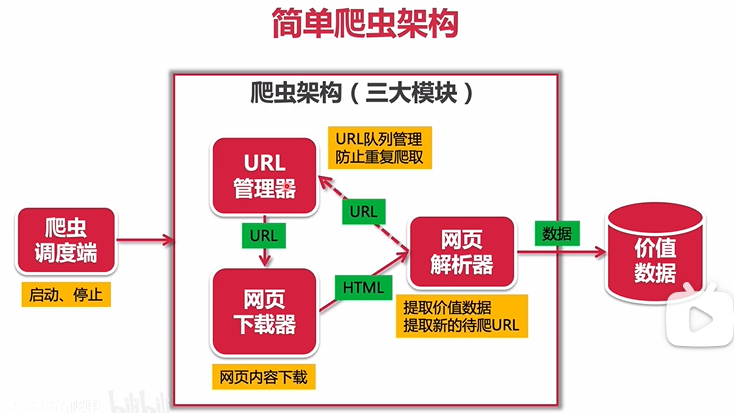 简单爬虫架构
爬虫架构（三大模块）
URL
管理器
URL队列管理
防止重复爬取
URL
URL
爬虫
调度端
启动、停止
网页
下载器
网页内容下载
HTML
网页
解析器
提取价值数据
提取新的待爬URL
数据
价值
数据
bilibili